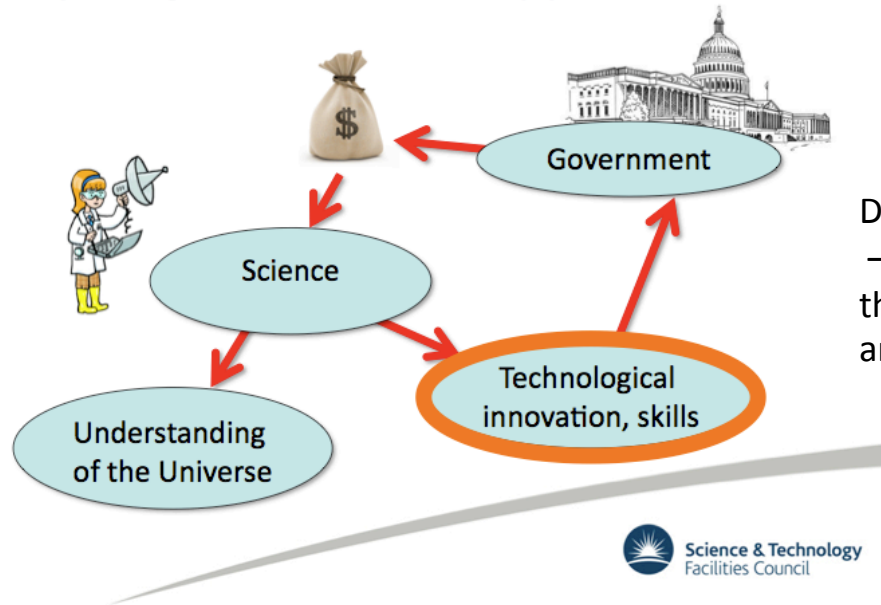 $
Government
Science
Technological
innovation, skills
Understanding
of the Universe
Science & Technology
Facilities Council